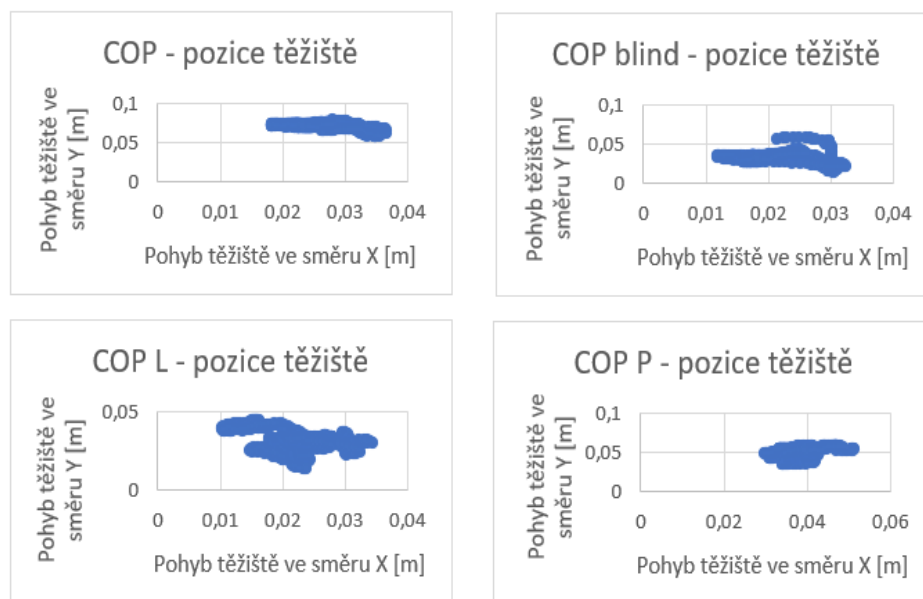 COP - pozice těžiště
Pohyb těžiště ve
směru Y [m]
0,1
0,05
0
0
0,01
0,02
0,03
0,04
Pohyb těžiště ve směru X [m]
COP blind - pozice těžiště
Pohyb těžiště ve
směru Y [m]
0,1
0,05
0
0
0,01
0,02
0,03
0,04
Pohyb těžiště ve směru X [m]
COP L - pozice těžiště
Pohyb těžiště ve
směru Y [m]
0,05
0
0
0,01
0,02
0,03
0,04
Pohyb těžiště ve směru X [m]
COP P - pozice těžiště
Pohyb těžiště ve
směru Y [m]
0,1
0,05
0
0
0,02
0,04
0,06
Pohyb těžiště ve směru X [m]